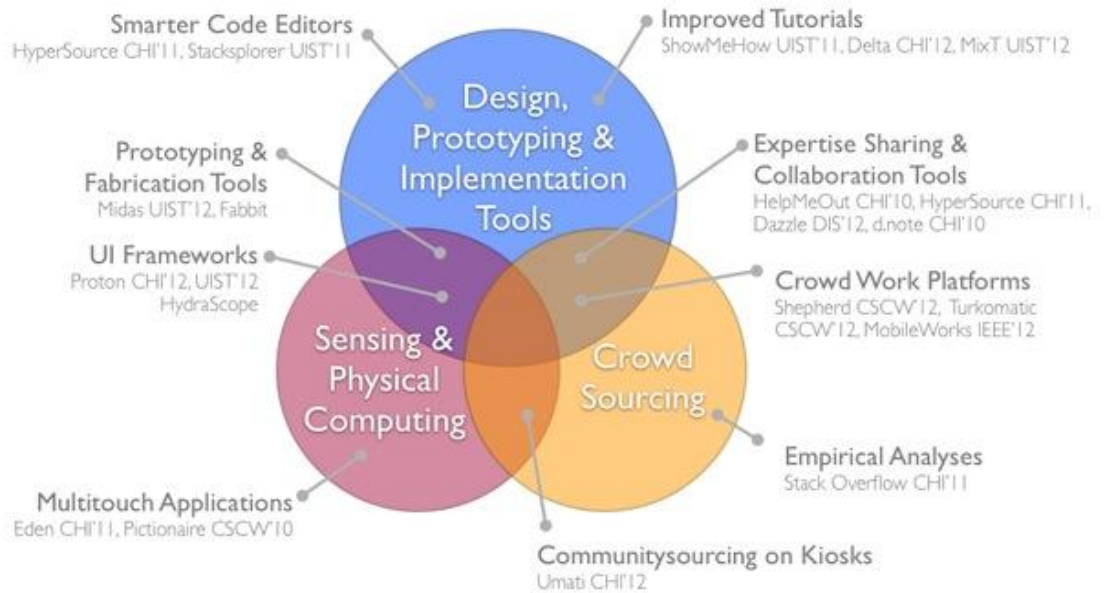 Smarter Code Editors
HyperSource CHI'11, Stacksplorer UIST'11
Improved Tutorials
ShowMeHow UIST'11, Delta CHI'12, MixT UIST'12
Design,
Prototyping &
Implementation
Tools
Prototyping &
Fabrication Tools
Midas UIST'12, Fabbit
Expertise Sharing &
Collaboration Tools
HelpMeOut CHI'10, HyperSource CHI'11,
Dazzle DIS'12, d.note CHI'10
UI Frameworks
Proton CHI'12, UIST'12
HydraScope
Crowd Work Platforms
Shepherd CSCW'12, Turkomatic
CSCW'12, MobileWorks IEEE'12
Sensing &
Physical
Computing
Crowd
Sourcing
Empirical Analyses
Stack Overflow CHI'11
Multitouch Applications
Eden CHI'11, Pictionaire CSCW'10
Communitysourcing on Kiosks
Umati CHI'12